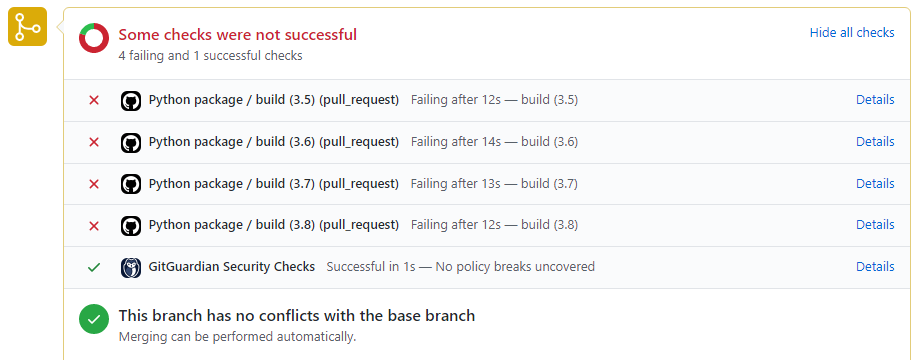 Some checks were not successful
Hide all checks
4 failing and 1 successful checks
Python package / build (3.5) (pull_request) Failing after 12s — build (3.5) Details
Python package / build (3.6) (pull_request) Failing after 14s — build (3.6) Details
Python package / build (3.7) (pull_request) Failing after 13s — build (3.7) Details
Python package / build (3.8) (pull_request) Failing after 12s — build (3.8) Details
GitGuardian Security Checks Successful in 1s — No policy breaks uncovered Details
This branch has no conflicts with the base branch
Merging can be performed automatically.